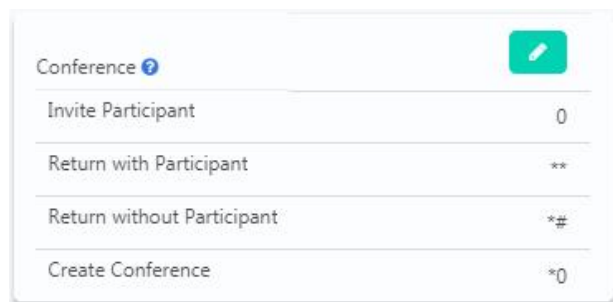 Conference
Invite Participant 0
Return with Participant **
Return without Participant *#
Create Conference *0